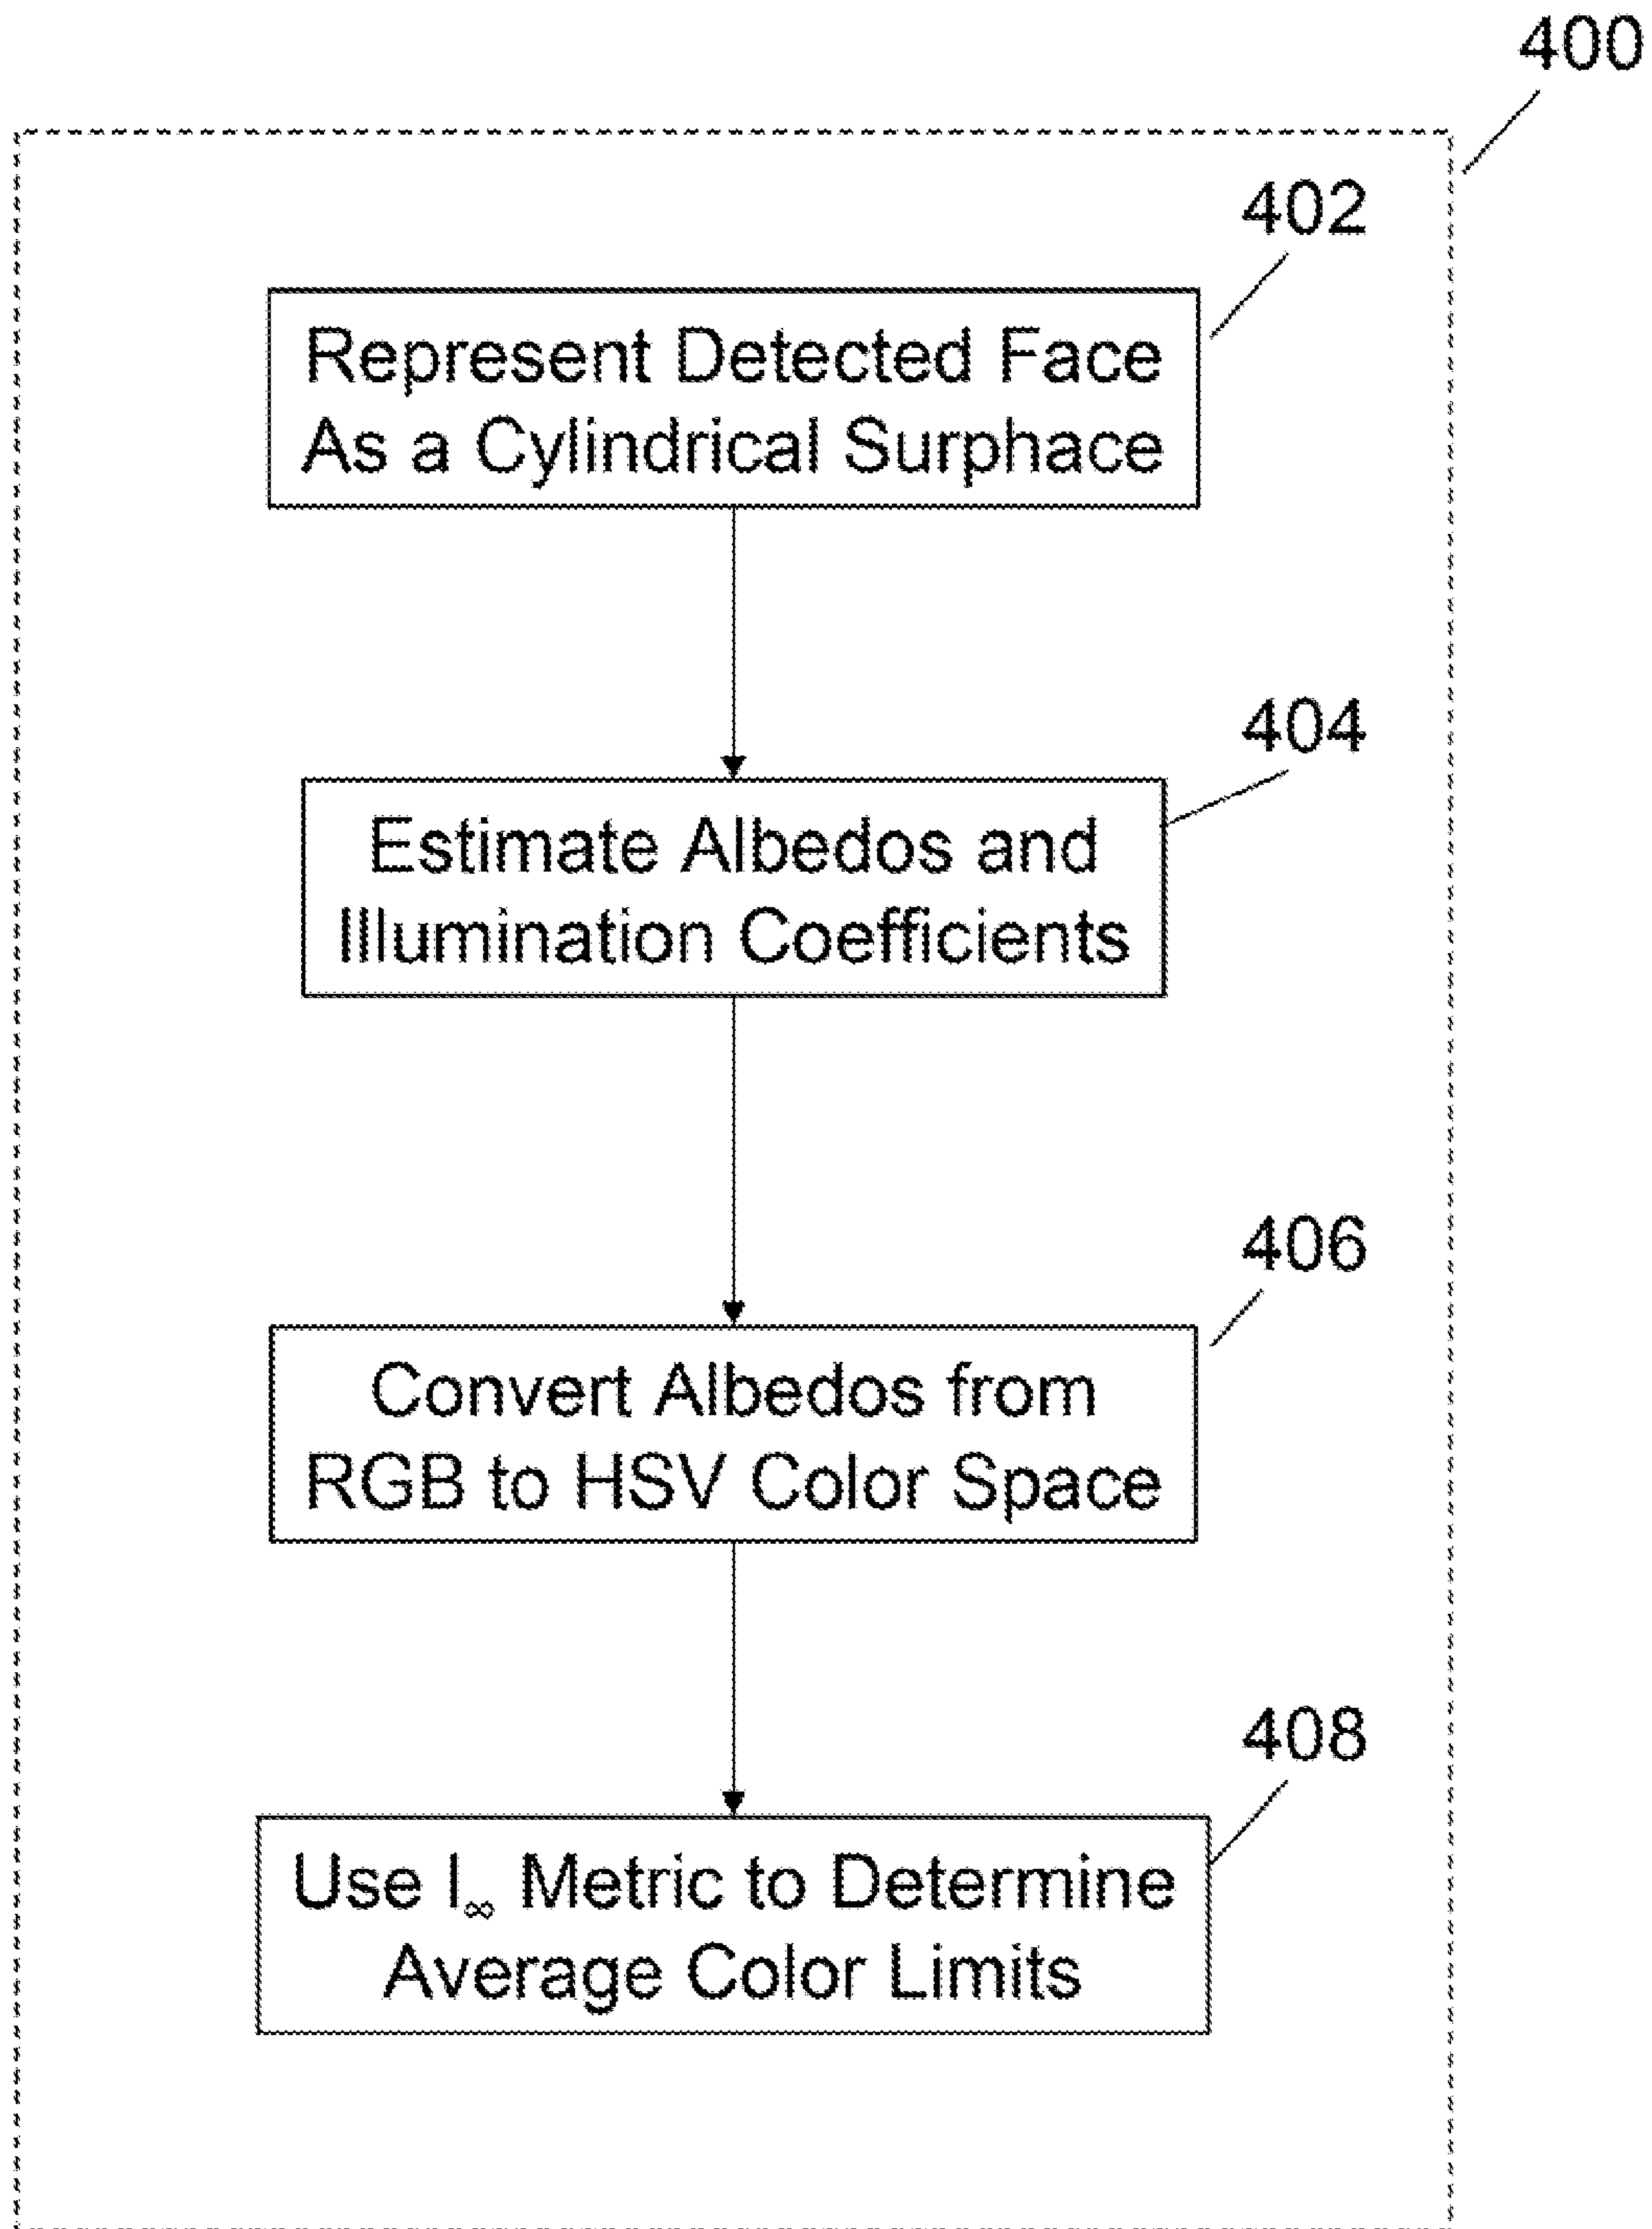 400
402
Represent Detected Face
As a Cylindrical Surphace
404
Estimate Albedos and
Illumination Coefficients
406
Convert Albedos from
RGB to HSV Color Space
408
Use l∞ Metric to Determine
Average Color Limits